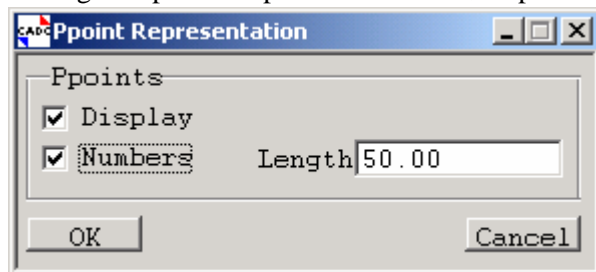 CADC Ppoint Representation
Ppoints
Display
Numbers Length 50.00
OK Cancel